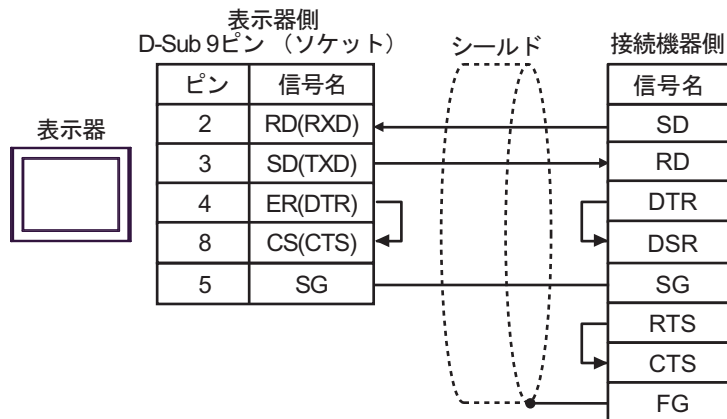 表示器側
D-Sub 9ピン （ソケット）
シールド
接続機器側
表示器
ピン 信号名
2 RD(RXD)
3 SD(TXD)
4 ER(DTR)
8 CS(CTS)
5 SG
信号名
SD
RD
DTR
DSR
SG
RTS
CTS
FG